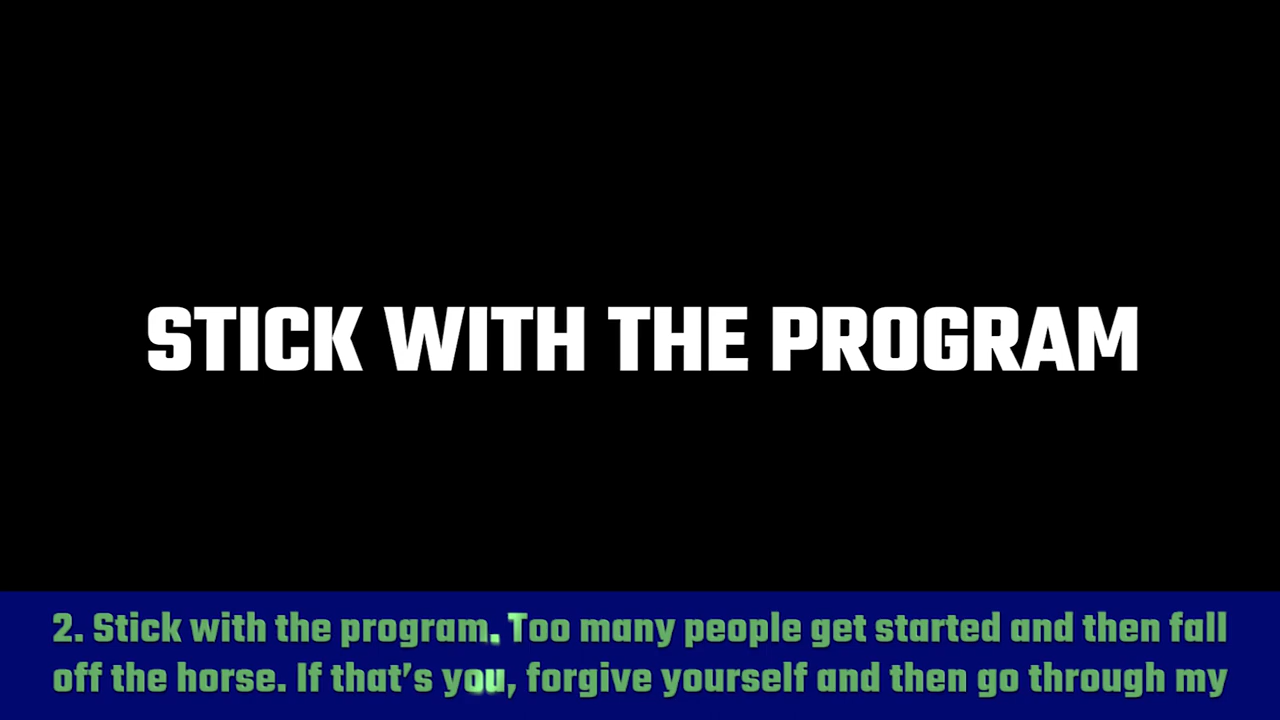 STICK WITH THE PROGRAM
2. Stick with the program. Too many people get started and then fall
off the horse. If that’s you, forgive yourself and then go through my